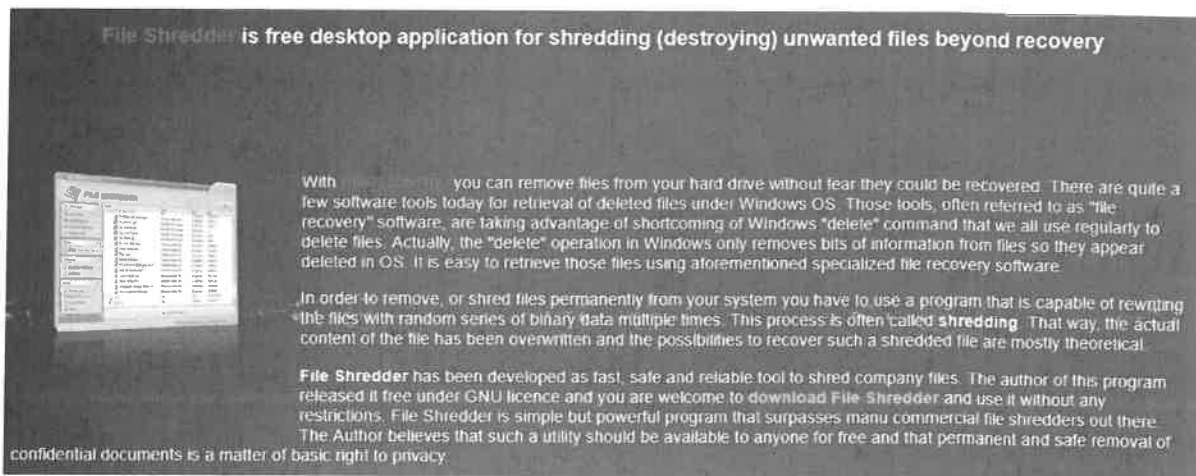 File Shredder is free desktop application for shredding (destroying) unwanted files beyond recovery
With you can remove files from your hard drive without fear they could be recovered. There are quite a
few software tools today for retrieval of deleted files under Windows OS. Those tools, often referred to as "file
recovery" software, are taking advantage of shortcoming of Windows "delete" command that we all use regularly to
delete files. Actually, the "delete" operation in Windows only removes bits of information from files so they appear
deleted in OS. It is easy to retrieve those files using aforementioned specialized file recovery software.
In order to remove, or shred files permanently from your system you have to use a program that is capable of rewriting
the files with random series of binary data multiple times. This process is often called shredding. That way, the actual
content of the file has been overwritten and the possibilities to recover such a shredded file are mostly theoretical.
File Shredder has been developed as fast, safe and reliable tool to shred company files. The author of this program
released it free under GNU licence and you are welcome to download File Shredder and use it without any
restrictions. File Shredder is simple but powerful program that surpasses manu commercial file shredders out there.
The Author believes that such a utility should be available to anyone for free and that permanent and safe removal of
confidential documents is a matter of basic right to privacy.